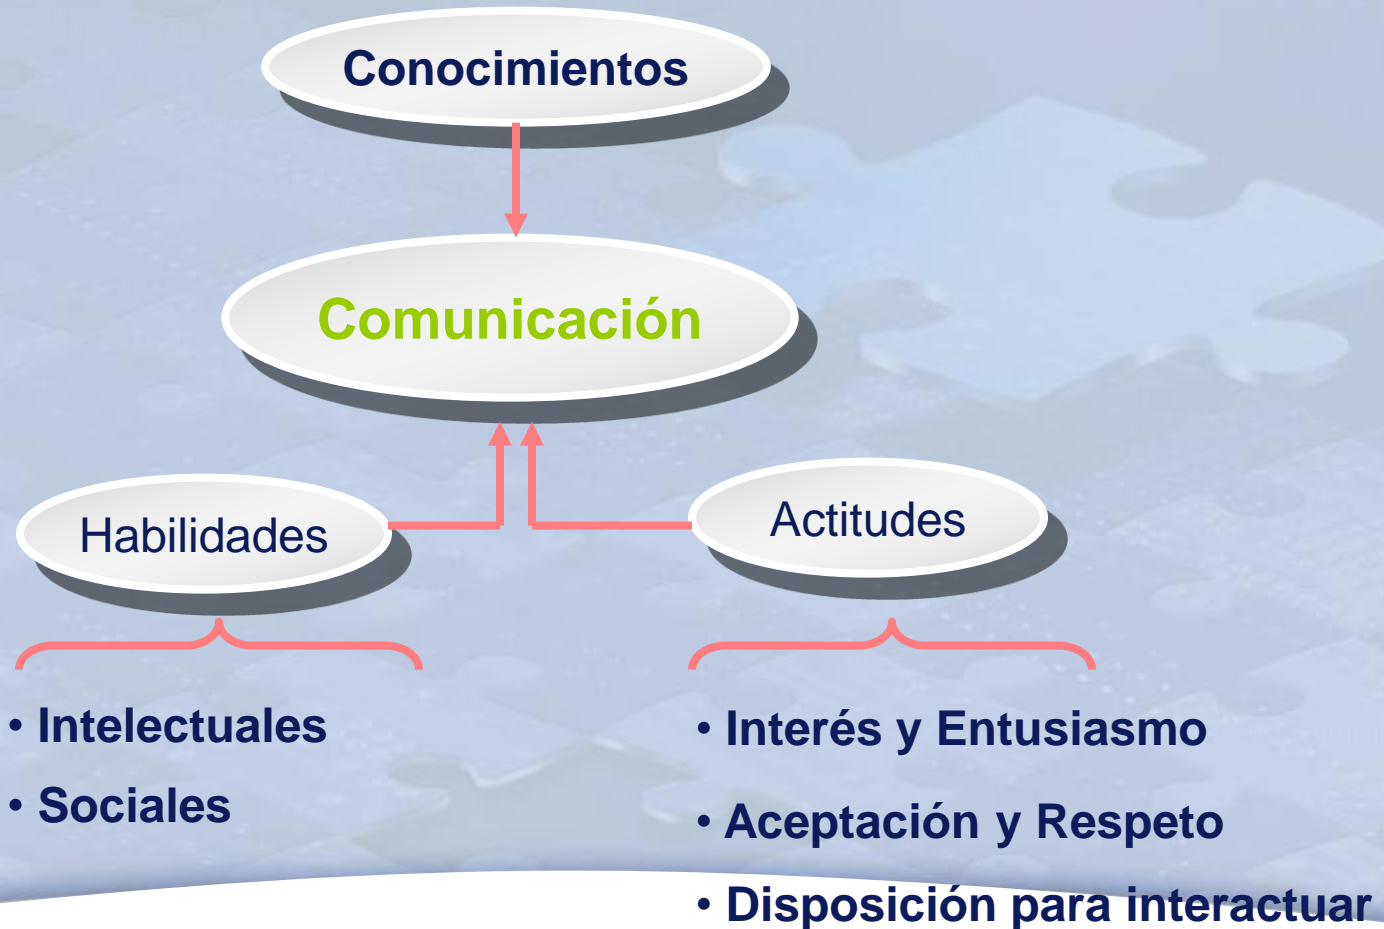 Conocimientos
Comunicación
Habilidades
Actitudes
• Intelectuales
• Sociales
• Interés y Entusiasmo
• Aceptación y Respeto
• Disposición para interactuar